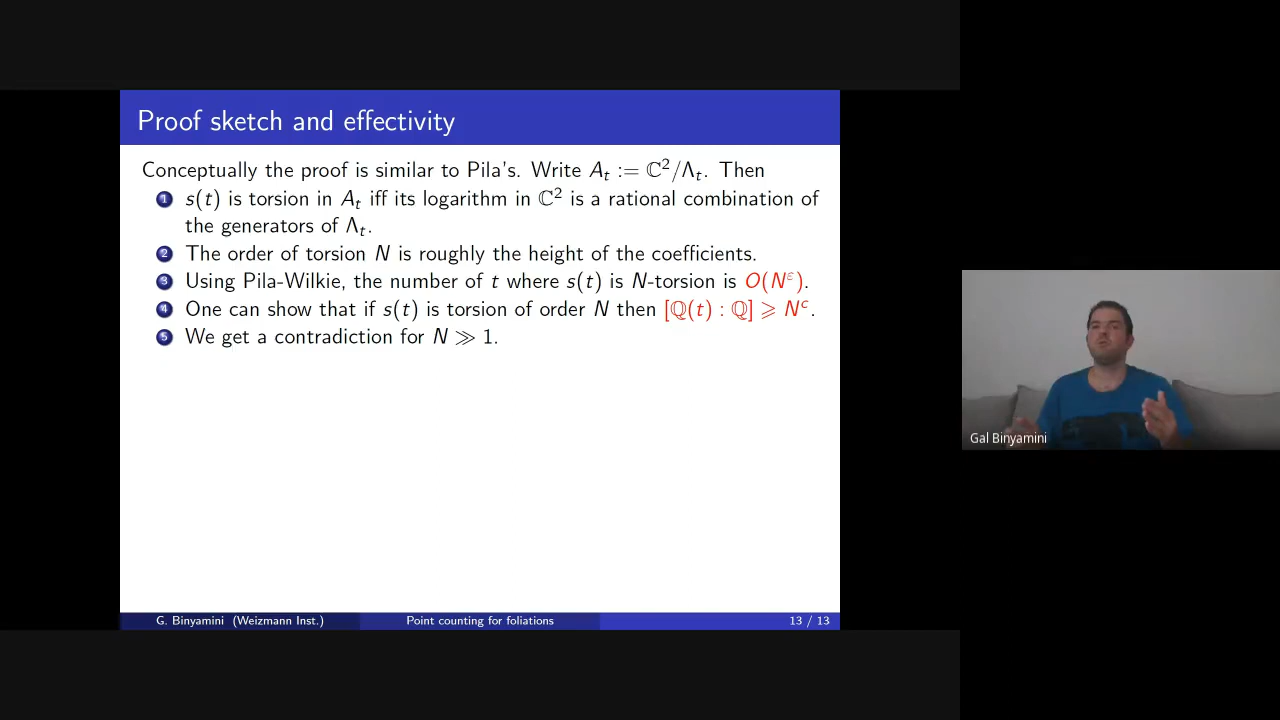 Proof sketch and effectivity
Conceptually the proof is similar to Pila's. Write Aₜ := ℂ²/Λₜ. Then
1 s(t) is torsion in Aₜ iff its logarithm in ℂ² is a rational combination of
the generators of Λₜ.
2 The order of torsion N is roughly the height of the coefficients.
3 Using Pila-Wilkie, the number of t where s(t) is N-torsion is O(N^ε).
4 One can show that if s(t) is torsion of order N then [ℚ(t) : ℚ] ⩾ N^c.
5 We get a contradiction for N ≫ 1.
Gal Binyamini
G. Binyamini (Weizmann Inst.) Point counting for foliations 13 / 13